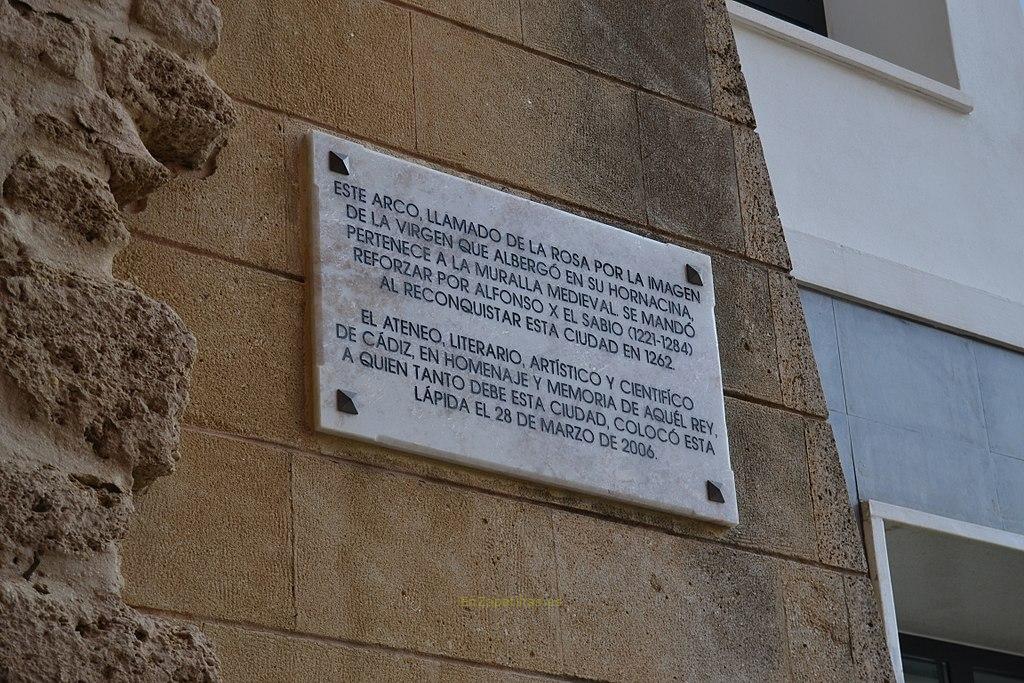 ESTE ARCO, LLAMADO DE LA ROSA POR LA IMAGEN
DE LA VIRGEN QUE ALBERGÓ EN SU HORNACINA,
PERTENECE A LA MURALLA MEDIEVAL. SE MANDÓ
REFORZAR POR ALFONSO X EL SABIO (1221-1284)
AL RECONQUISTAR ESTA CIUDAD EN 1262.
EL ATENEO, LITERARIO, ARTÍSTICO Y CIENTIFÍCO
DE CÁDIZ, EN HOMENAJE Y MEMORIA DE AQUÉL REY,
A QUIEN TANTO DEBE ESTA CIUDAD, COLOCÓ ESTA
LÁPIDA EL 28 DE MARZO DE 2006.
EnZapatillas.es